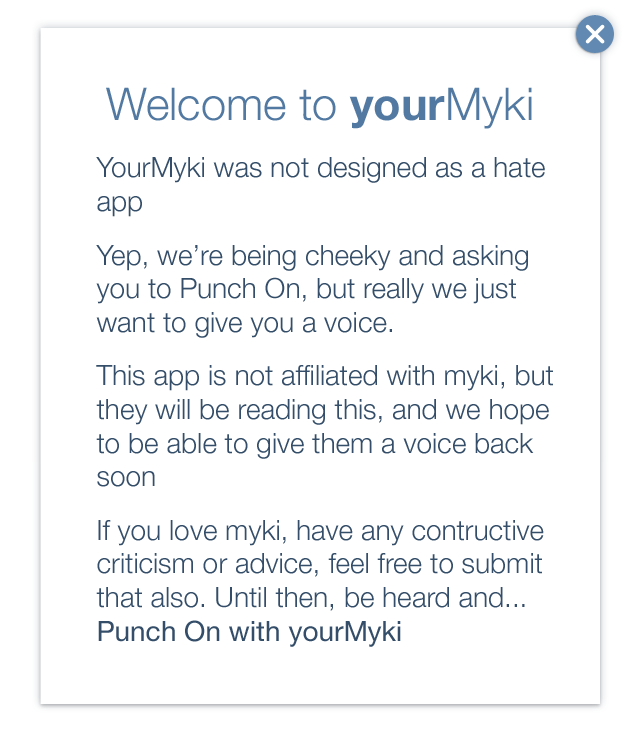 Welcome to yourMyki
YourMyki was not designed as a hate
app
Yep, we’re being cheeky and asking
you to Punch On, but really we just
want to give you a voice.
This app is not affiliated with myki, but
they will be reading this, and we hope
to be able to give them a voice back
soon
If you love myki, have any contructive
criticism or advice, feel free to submit
that also. Until then, be heard and...
Punch On with yourMyki